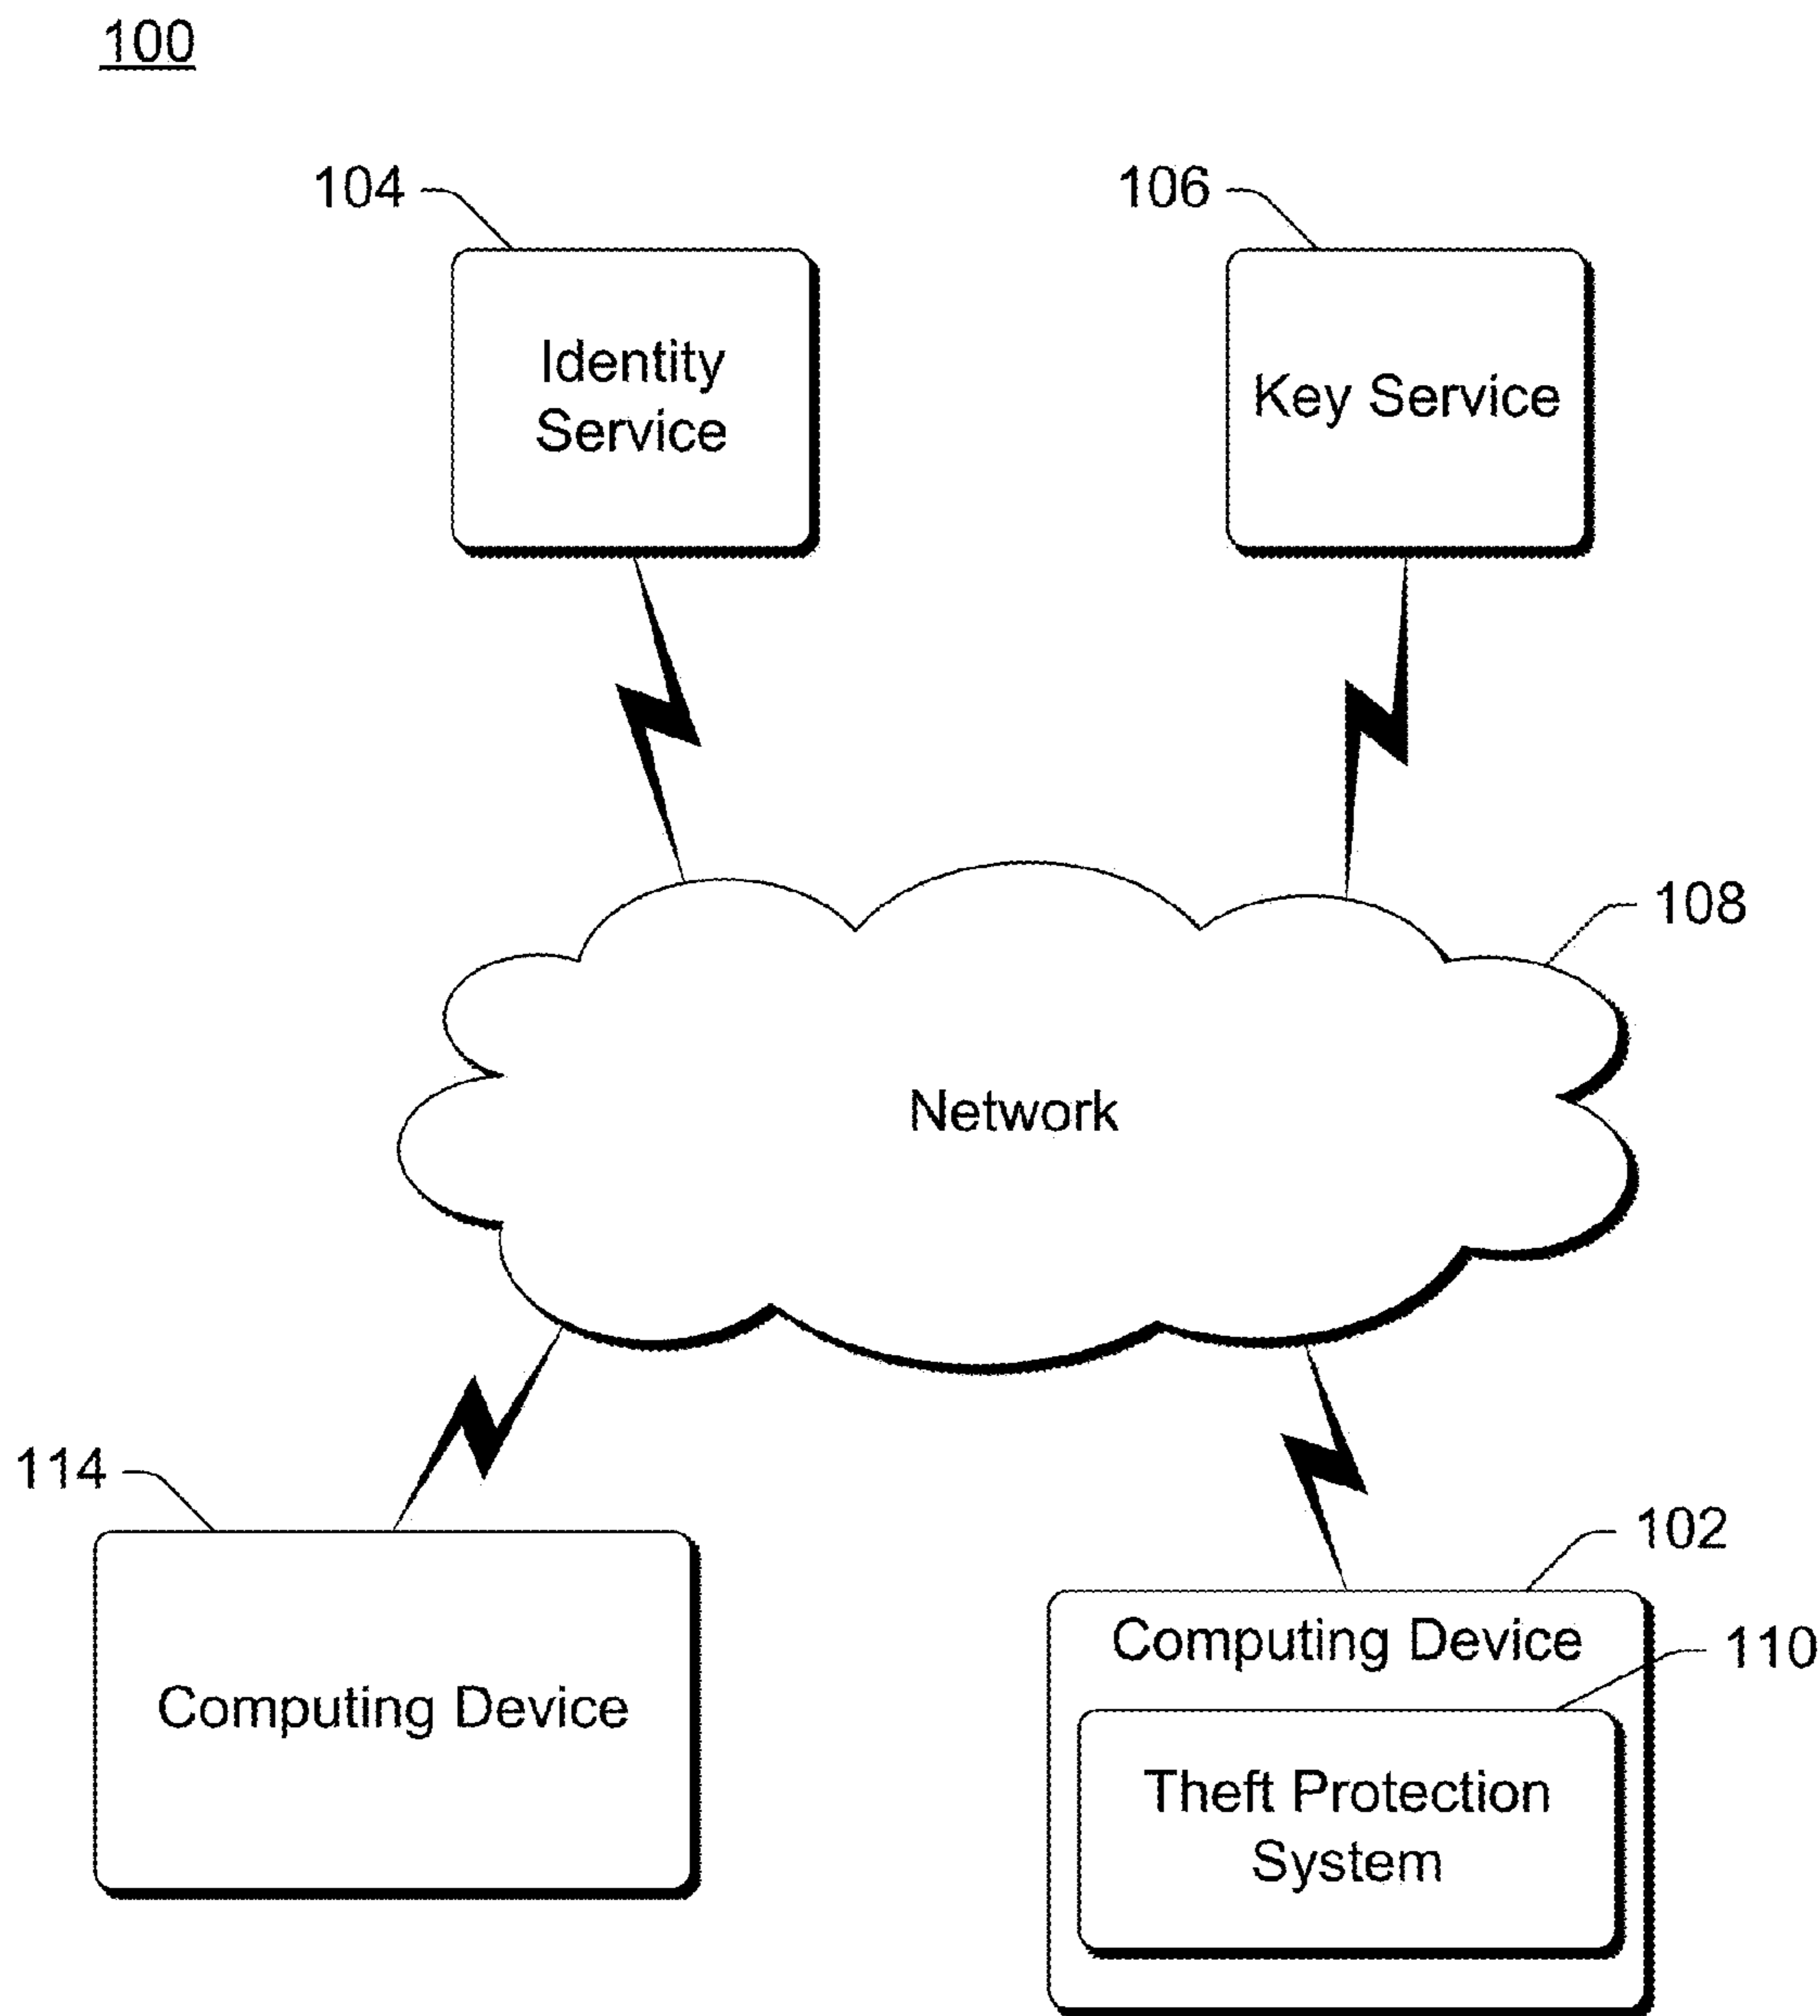 100
104
106
Identity
Service
Key Service
108
Network
114
102
Computing Device
110
Computing Device
Theft Protection
System